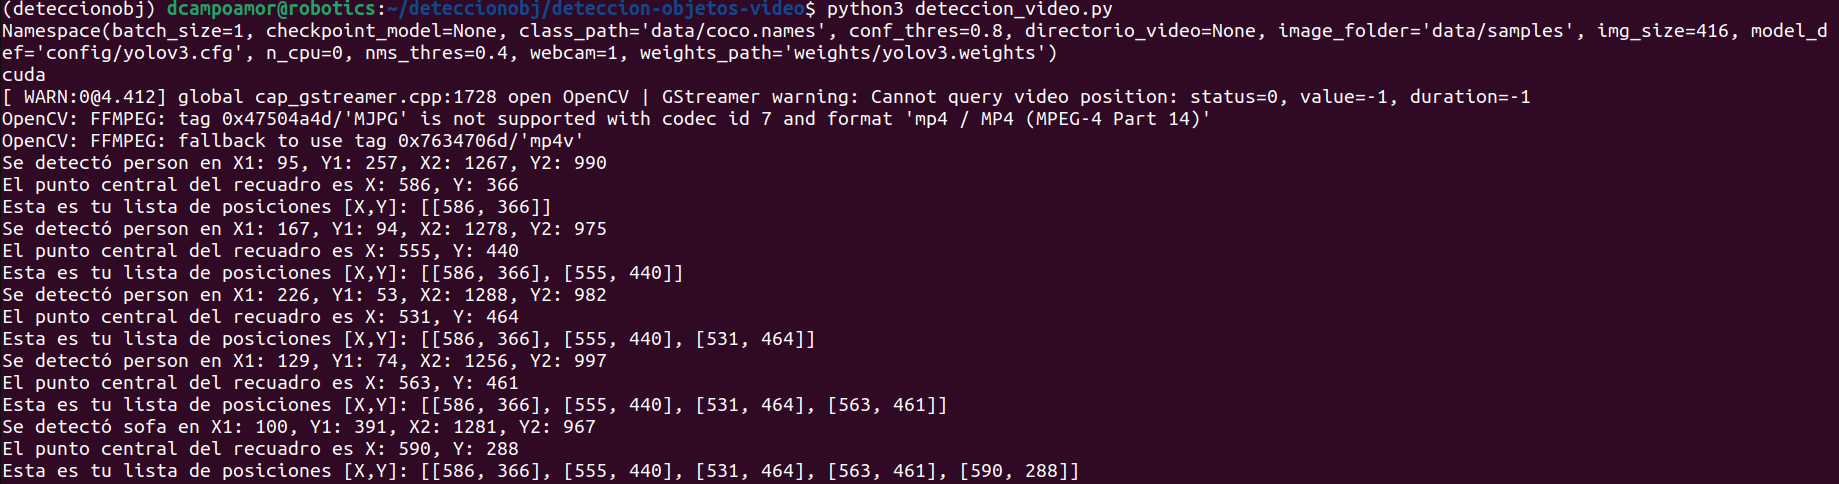 (deteccionobj) dcampoamor@robotics:~/deteccionobj/deteccion-objetos-video$ python3 deteccion_video.py
Namespace(batch_size=1, checkpoint_model=None, class_path='data/coco.names', conf_thres=0.8, directorio_video=None, image_folder='data/samples', img_size=416, model_d
ef='config/yolov3.cfg', n_cpu=0, nms_thres=0.4, webcam=1, weights_path='weights/yolov3.weights')
cuda
[ WARN:0@4.412] global cap_gstreamer.cpp:1728 open OpenCV | GStreamer warning: Cannot query video position: status=0, value=-1, duration=-1
OpenCV: FFMPEG: tag 0x47504a4d/'MJPG' is not supported with codec id 7 and format 'mp4 / MP4 (MPEG-4 Part 14)'
OpenCV: FFMPEG: fallback to use tag 0x7634706d/'mp4v'
Se detectó person en X1: 95, Y1: 257, X2: 1267, Y2: 990
El punto central del recuadro es X: 586, Y: 366
Esta es tu lista de posiciones [X,Y]: [[586, 366]]
Se detectó person en X1: 167, Y1: 94, X2: 1278, Y2: 975
El punto central del recuadro es X: 555, Y: 440
Esta es tu lista de posiciones [X,Y]: [[586, 366], [555, 440]]
Se detectó person en X1: 226, Y1: 53, X2: 1288, Y2: 982
El punto central del recuadro es X: 531, Y: 464
Esta es tu lista de posiciones [X,Y]: [[586, 366], [555, 440], [531, 464]]
Se detectó person en X1: 129, Y1: 74, X2: 1256, Y2: 997
El punto central del recuadro es X: 563, Y: 461
Esta es tu lista de posiciones [X,Y]: [[586, 366], [555, 440], [531, 464], [563, 461]]
Se detectó sofa en X1: 100, Y1: 391, X2: 1281, Y2: 967
El punto central del recuadro es X: 590, Y: 288
Esta es tu lista de posiciones [X,Y]: [[586, 366], [555, 440], [531, 464], [563, 461], [590, 288]]